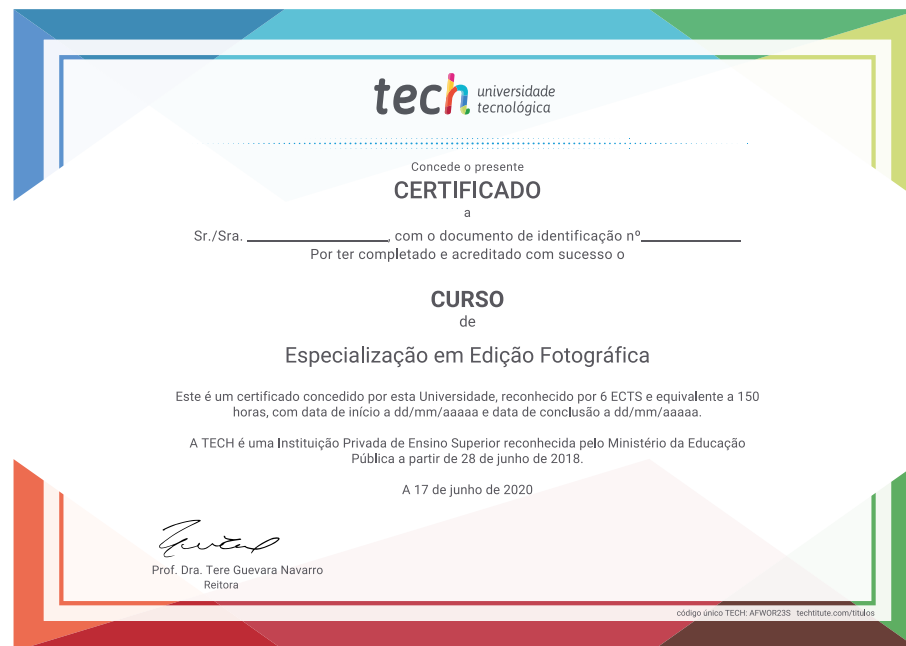 tech universidade
tecnológica
Concede o presente
CERTIFICADO
a
Sr./Sra. ____________________, com o documento de identificação nº______________
Por ter completado e acreditado com sucesso o
CURSO
de
Especialização em Edição Fotográfica
Este é um certificado concedido por esta Universidade, reconhecido por 6 ECTS e equivalente a 150
horas, com data de início a dd/mm/aaaaa e data de conclusão a dd/mm/aaaaa.
A TECH é uma Instituição Privada de Ensino Superior reconhecida pelo Ministério da Educação
Pública a partir de 28 de junho de 2018.
A 17 de junho de 2020
Prof. Dra. Tere Guevara Navarro
Reitora
código único TECH: AFWOR23S techtitute.com/titulos